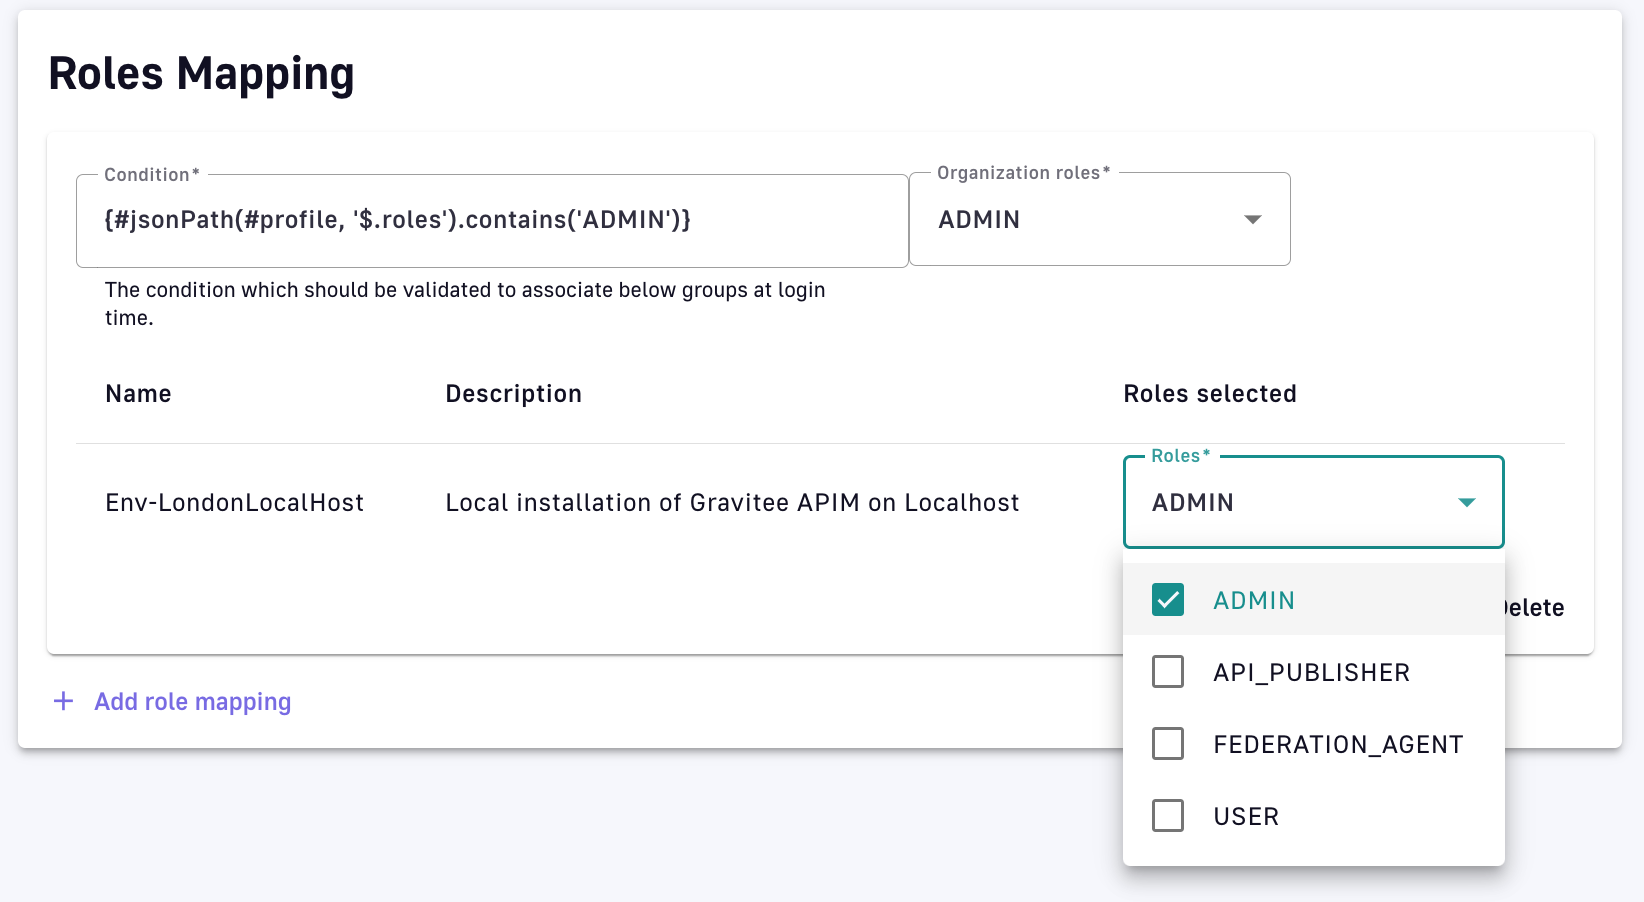 Roles Mapping
Condition*
{#jsonPath(#profile, '$.roles').contains('ADMIN')}
Organization roles*
ADMIN
The condition which should be validated to associate below groups at login
time.
Name Description Roles selected
Env-LondonLocalHost Local installation of Gravitee APIM on Localhost
Roles*
ADMIN
ADMIN
API_PUBLISHER
FEDERATION_AGENT
USER
+ Add role mapping